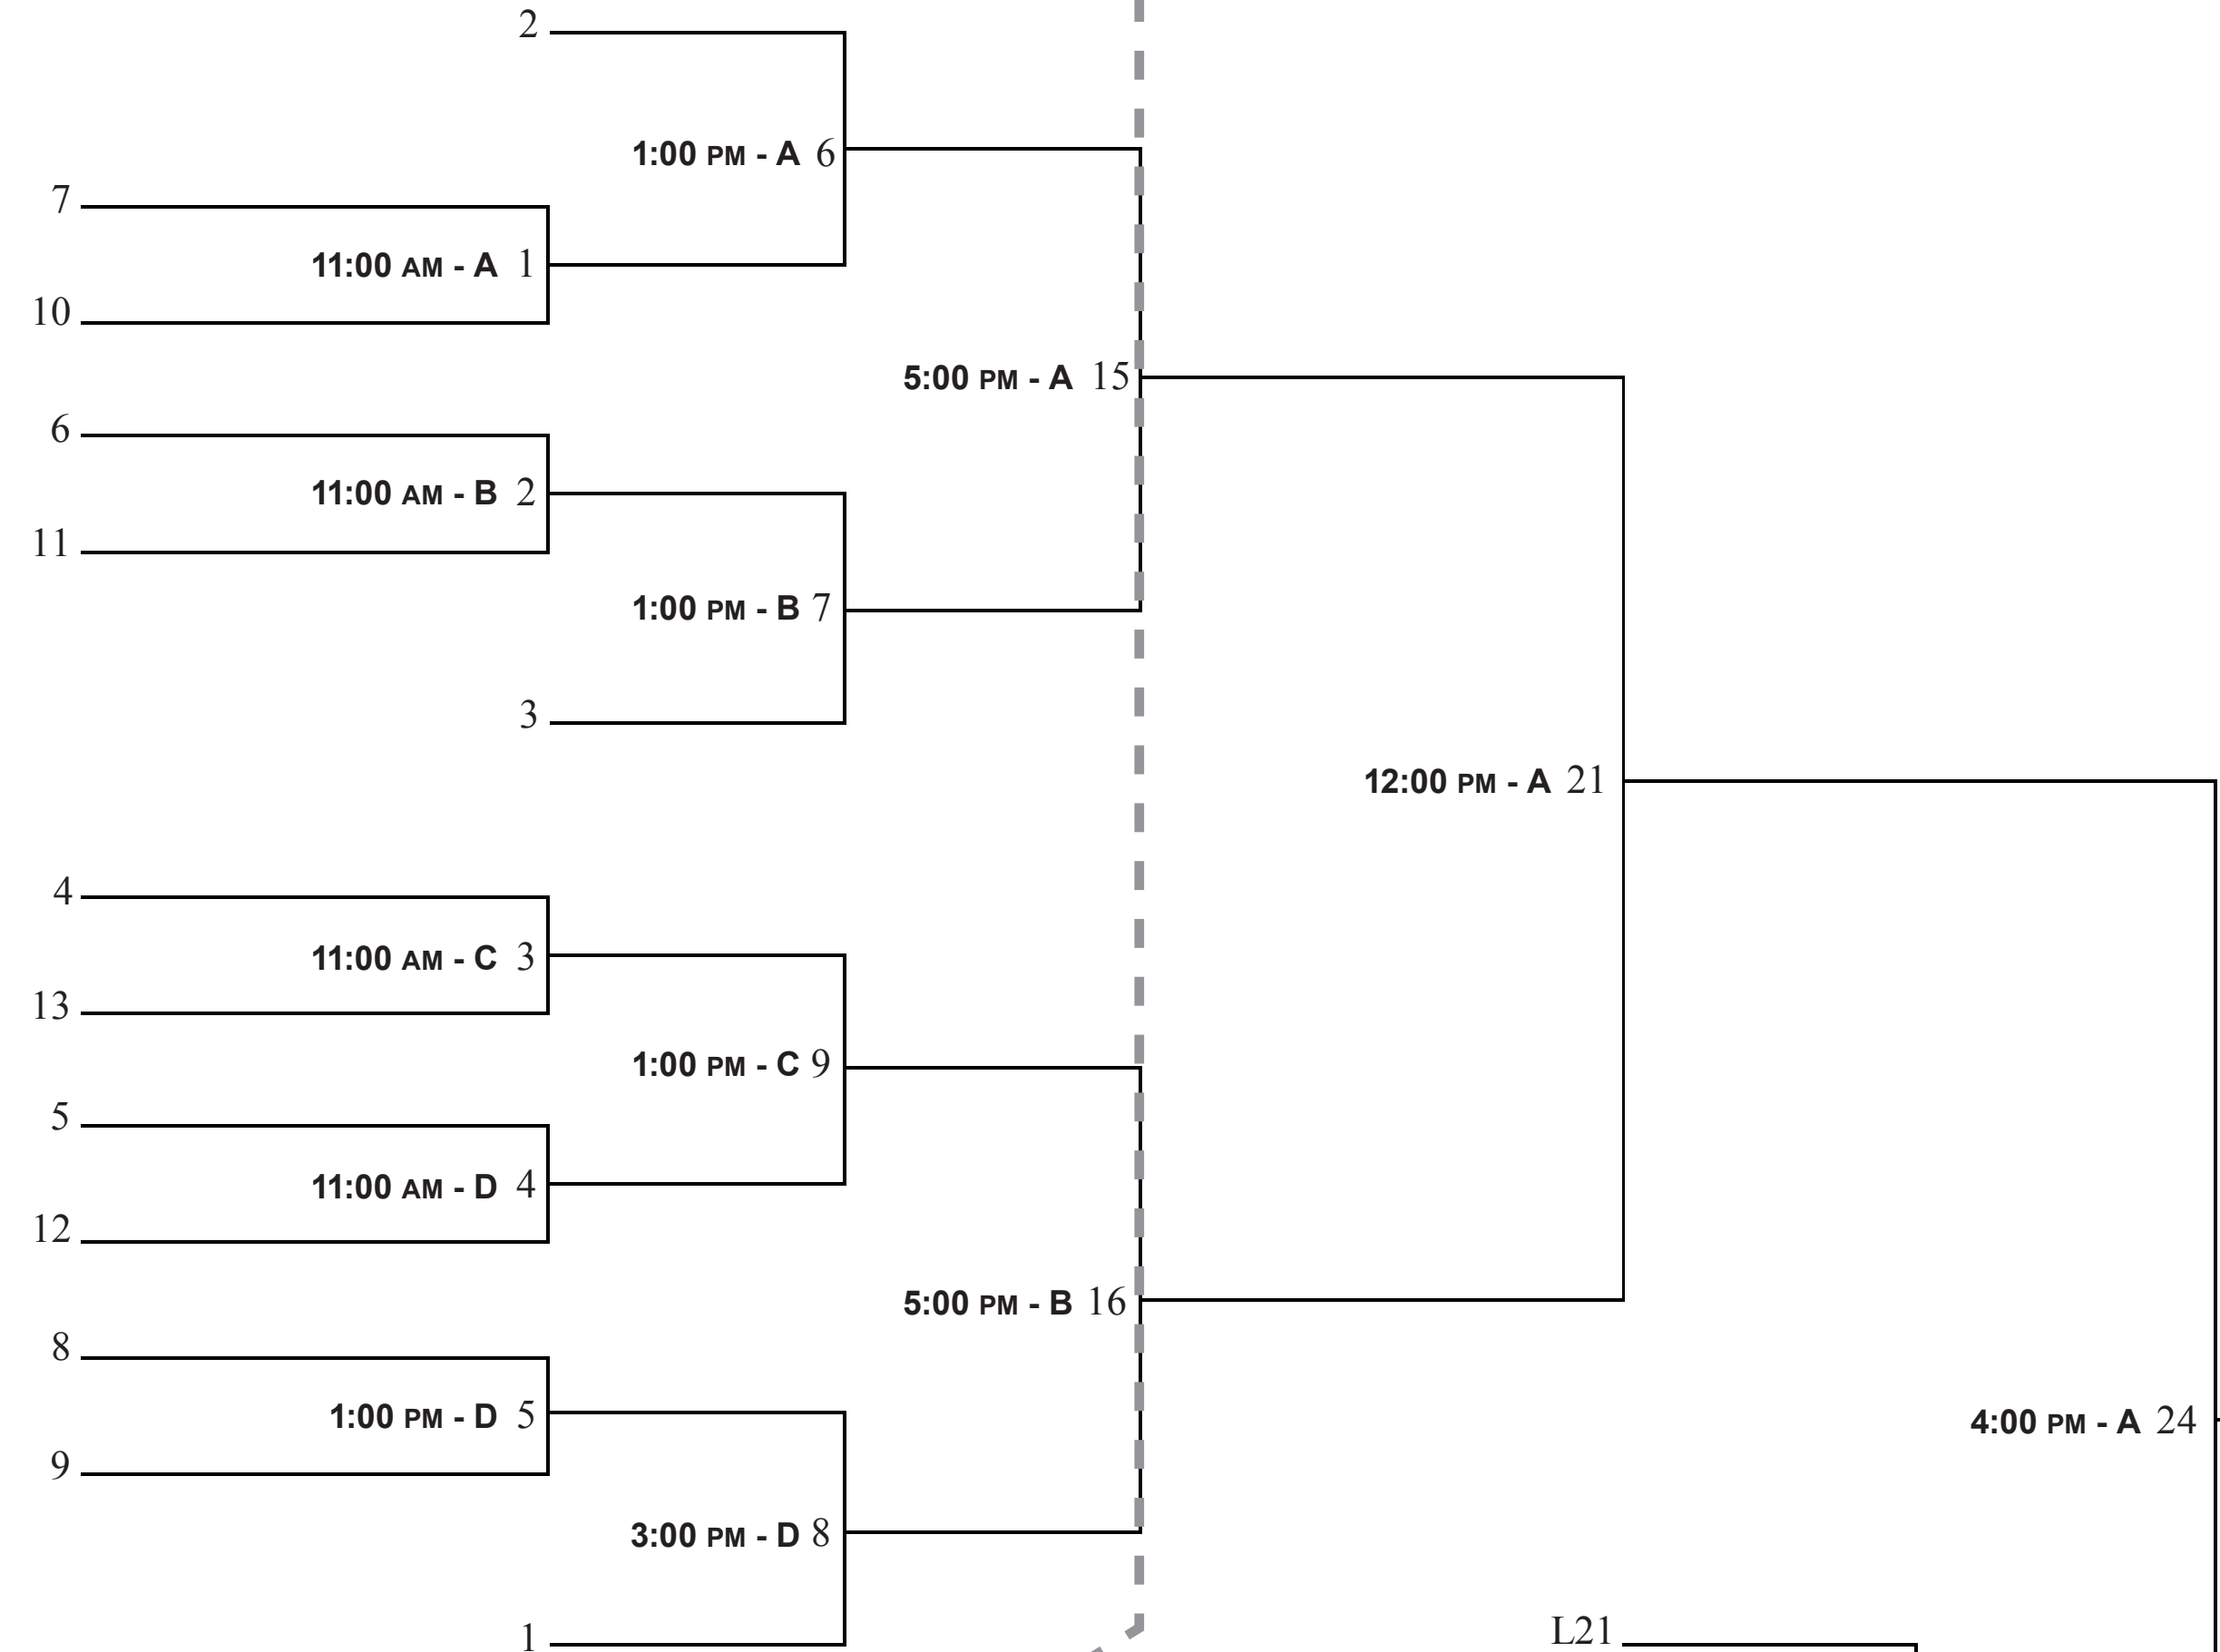 2
1:00 PM - A 6
7
11:00 AM - A 1
10
5:00 PM - A 15
6
11:00 AM - B 2
11
1:00 PM - B 7
3
12:00 PM - A 21
4
11:00 AM - C 3
13
1:00 PM - C 9
5
11:00 AM - D 4
12
5:00 PM - B 16
8
1:00 PM - D 5
4:00 PM - A 24
9
3:00 PM - D 8
L21
1